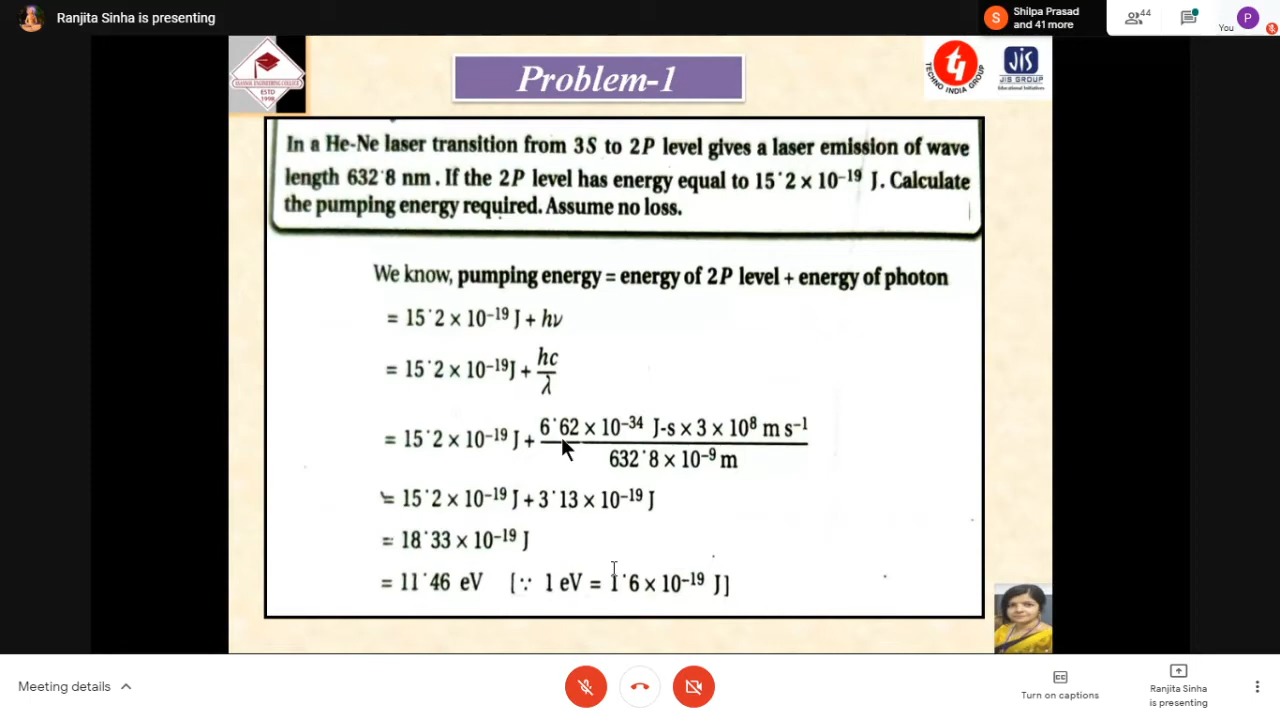 Ranjita Sinha is presenting
S
Shilpa Prasad
and 41 more
44
You
P
ESTD
1998
Problem-1
TECHNO INDIA GROUP
JIS
JIS GROUP
Educational Initiatives
In a He-Ne laser transition from 3S to 2P level gives a laser emission of wave
length 632˙8 nm. If the 2P level has energy equal to 15˙2 × 10⁻¹⁹ J. Calculate
the pumping energy required. Assume no loss.
We know, pumping energy = energy of 2P level + energy of photon
= 15˙2 × 10⁻¹⁹ J + hν
= 15˙2 × 10⁻¹⁹J + hc/λ
= 15˙2 × 10⁻¹⁹ J + 6˙62 × 10⁻³⁴ J-s × 3 × 10⁸ m s⁻¹ / 632˙8 × 10⁻⁹ m
= 15˙2 × 10⁻¹⁹ J + 3˙13 × 10⁻¹⁹ J
= 18˙33 × 10⁻¹⁹ J
= 11˙46 eV [∵ 1 eV = 1˙6 × 10⁻¹⁹ J]
Meeting details
CC
Turn on captions
Ranjita Sinha
is presenting